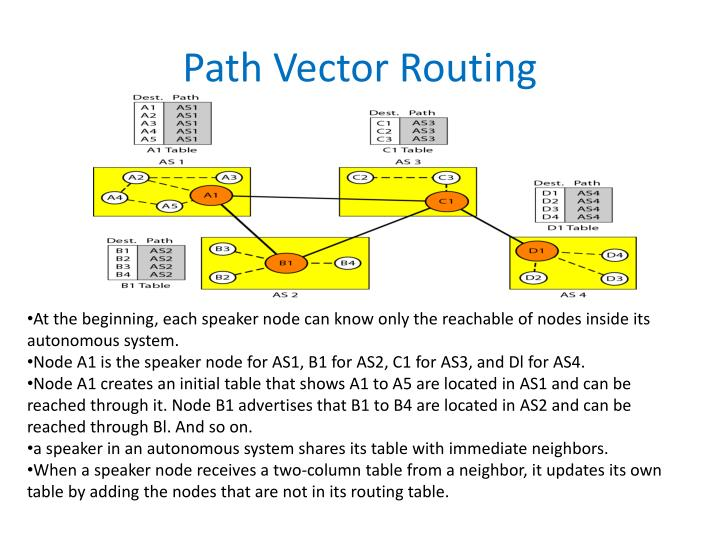 Path Vector Routing
Dest. Path
A1 AS1
A2 AS1
A3 AS1
A4 AS1
A5 AS1
A1 Table
AS 1
A2
A3
A4
A5
A1
Dest. Path
C1 AS3
C2 AS3
C3 AS3
C1 Table
AS 3
C2
C3
C1
Dest. Path
D1 AS4
D2 AS4
D3 AS4
D4 AS4
D1 Table
Dest. Path
B1 AS2
B2 AS2
B3 AS2
B4 AS2
B1 Table
B3
B1
B4
B2
AS 2
D1
D4
D2
D3
AS 4
•At the beginning, each speaker node can know only the reachable of nodes inside its
autonomous system.
•Node A1 is the speaker node for AS1, B1 for AS2, C1 for AS3, and Dl for AS4.
•Node A1 creates an initial table that shows A1 to A5 are located in AS1 and can be
reached through it. Node B1 advertises that B1 to B4 are located in AS2 and can be
reached through Bl. And so on.
•a speaker in an autonomous system shares its table with immediate neighbors.
•When a speaker node receives a two-column table from a neighbor, it updates its own
table by adding the nodes that are not in its routing table.